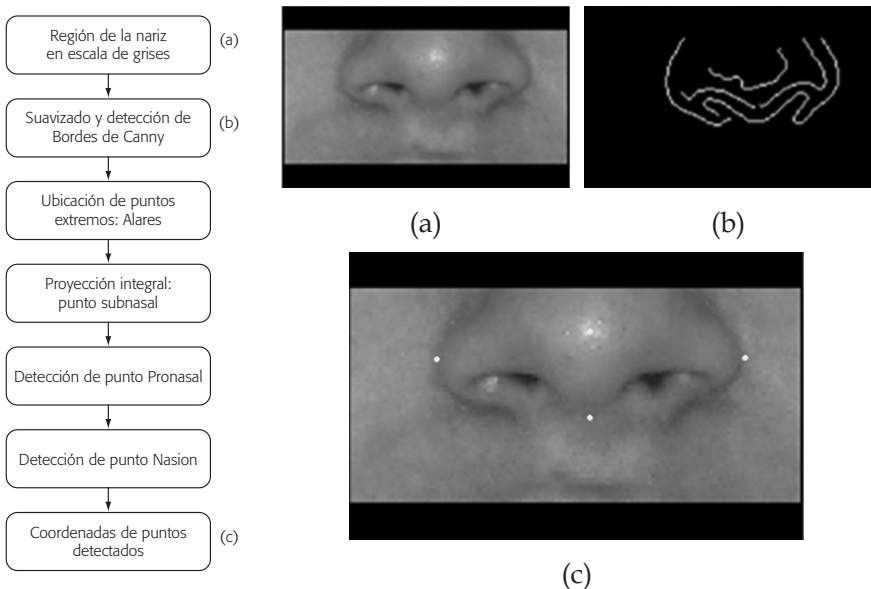 Región de la nariz
en escala de grises
(a)
Suavizado y detección de
Bordes de Canny
(b)
Ubicación de puntos
extremos: Alares
Proyección integral:
punto subnasal
Detección de punto Pronasal
Detección de punto Nasion
Coordenadas de puntos
detectados
(c)
(a)
(b)
(c)